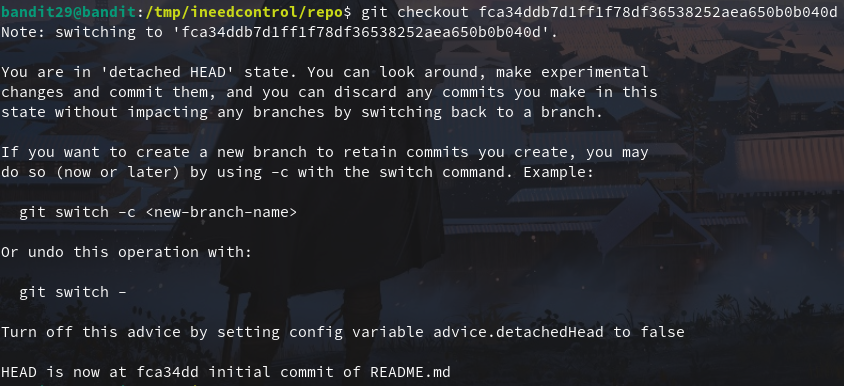 bandit29@bandit:/tmp/ineedcontrol/repo$ git checkout fca34ddb7d1ff1f78df36538252aea650b0b040d
Note: switching to 'fca34ddb7d1ff1f78df36538252aea650b0b040d'.
You are in 'detached HEAD' state. You can look around, make experimental
changes and commit them, and you can discard any commits you make in this
state without impacting any branches by switching back to a branch.
If you want to create a new branch to retain commits you create, you may
do so (now or later) by using -c with the switch command. Example:
git switch -c <new-branch-name>
Or undo this operation with:
git switch -
Turn off this advice by setting config variable advice.detachedHead to false
HEAD is now at fca34dd initial commit of README.md